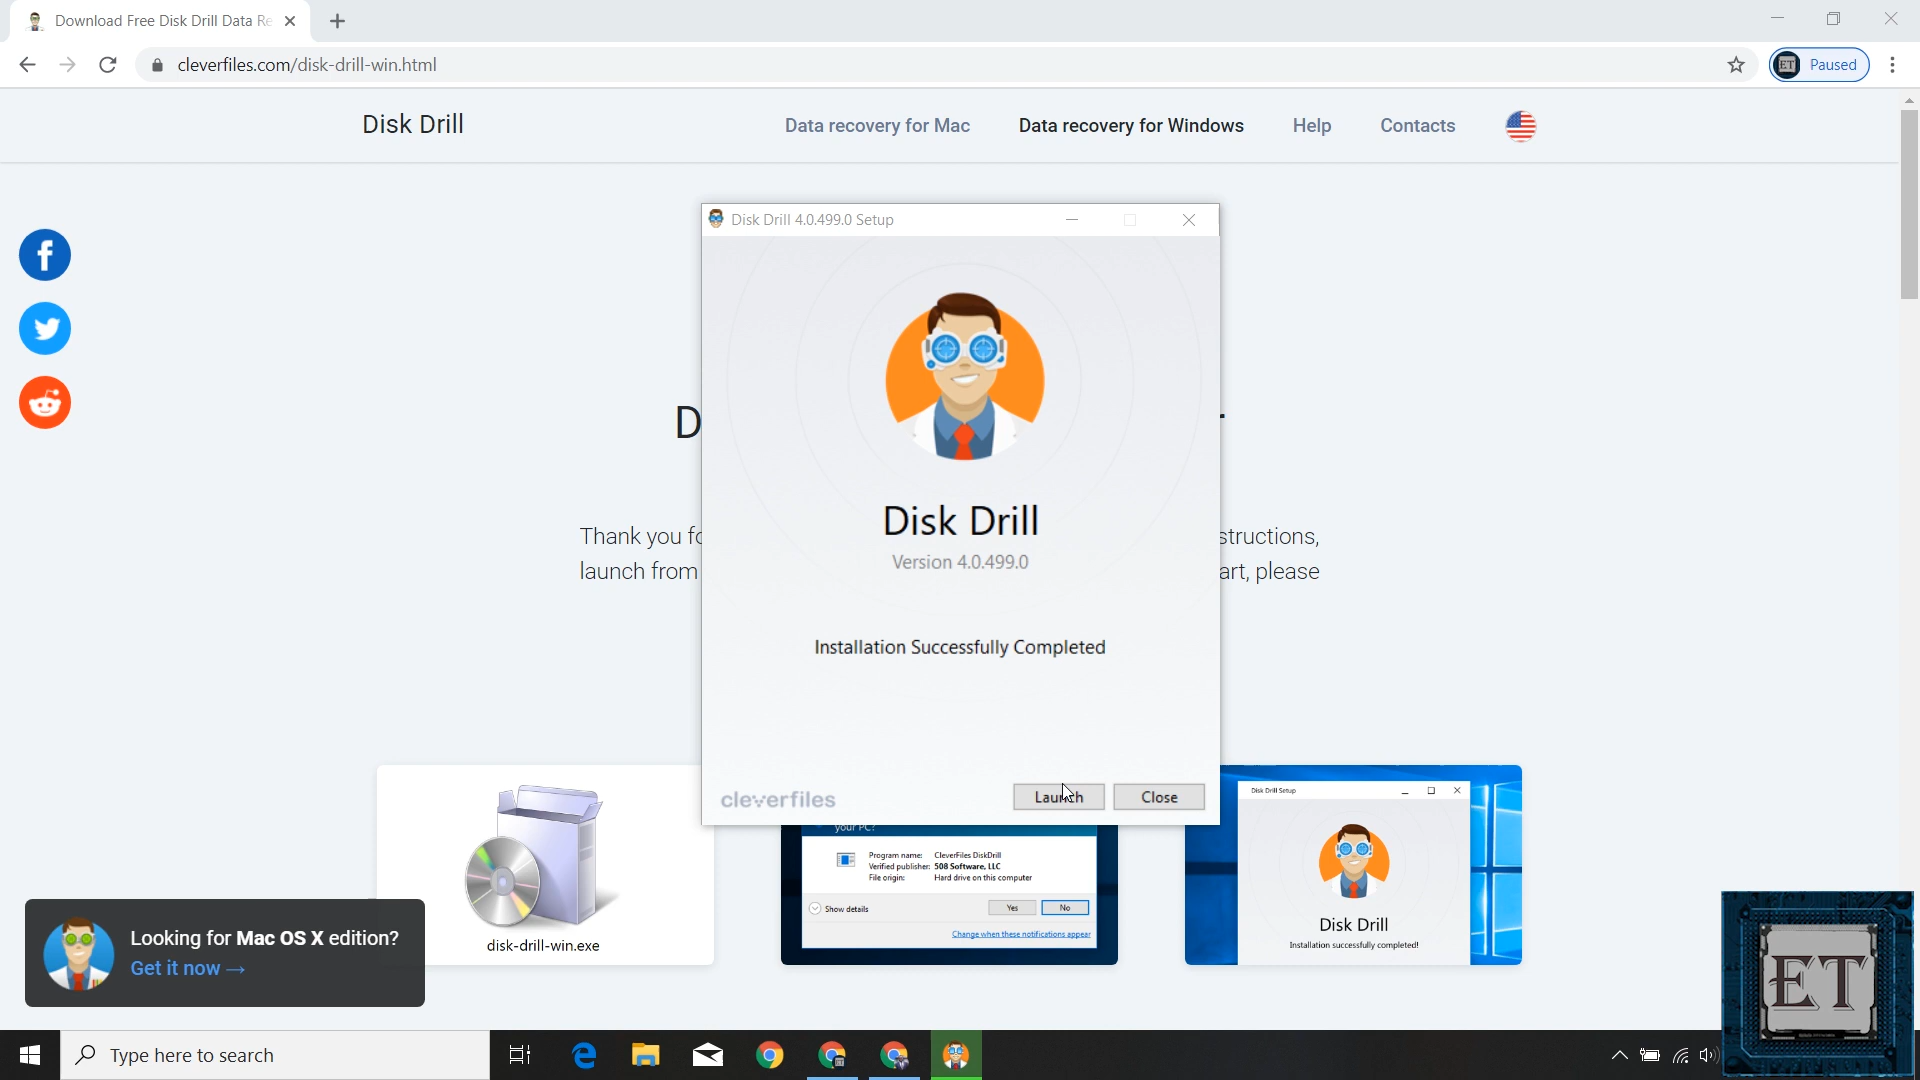 Download Free Disk Drill Data Re
cleverfiles.com/disk-drill-win.html
ET
Paused
Disk Drill
Data recovery for Mac
Data recovery for Windows
Help
Contacts
Disk Drill 4.0.499.0 Setup
D
Disk Drill
Version 4.0.499.0
Thank you fo
structions,
launch from
art, please
Installation Successfully Completed
cleverfiles
Launch
Close
disk-drill-win.exe
your PC?
Program name: CleverFiles DiskDrill
Verified publisher: 508 Software, LLC
File origin: Hard drive on this computer
Show details
Yes
No
Change when these notifications appear
Disk Drill Setup
Disk Drill
Installation successfully completed!
Looking for Mac OS X edition?
Get it now →
ET
Type here to search